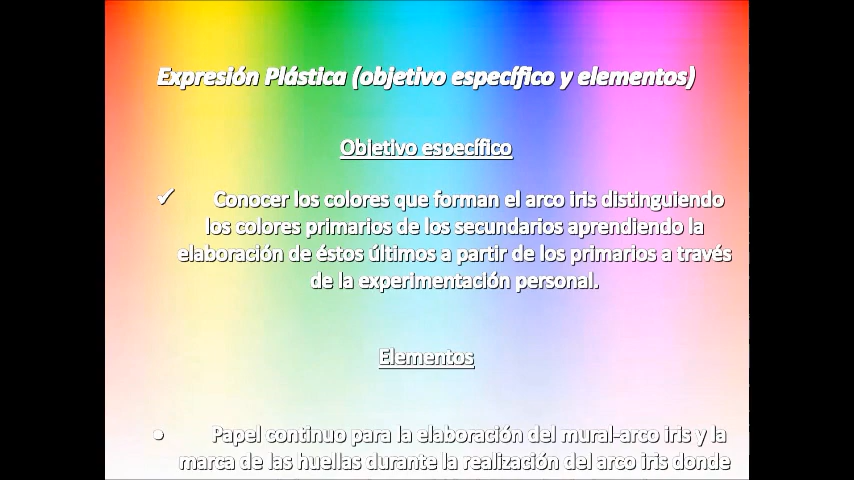 Expresión Plástica (objetivo específico y elementos)
Objetivo específico
✓ Conocer los colores que forman el arco iris distinguiendo
los colores primarios de los secundarios aprendiendo la
elaboración de éstos últimos a partir de los primarios a través
de la experimentación personal.
Elementos
• Papel continuo para la elaboración del mural-arco iris y la
marca de las huellas durante la realización del arco iris donde